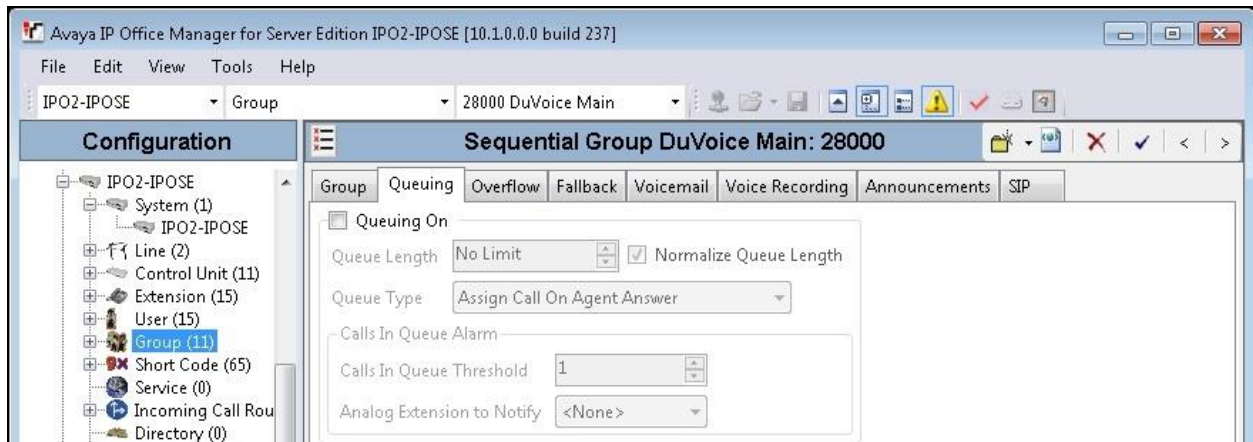 Avaya IP Office Manager for Server Edition IPO2-IPOSE [10.1.0.0.0 build 237]
File Edit View Tools Help
IPO2-IPOSE Group 28000 DuVoice Main
Configuration
IPO2-IPOSE
System (1)
IPO2-IPOSE
Line (2)
Control Unit (11)
Extension (15)
User (15)
Group (11)
Short Code (65)
Service (0)
Incoming Call Rou
Directory (0)
Sequential Group DuVoice Main: 28000
Group Queuing Overflow Fallback Voicemail Voice Recording Announcements SIP
Queuing On
Queue Length No Limit Normalize Queue Length
Queue Type Assign Call On Agent Answer
Calls In Queue Alarm
Calls In Queue Threshold 1
Analog Extension to Notify <None>